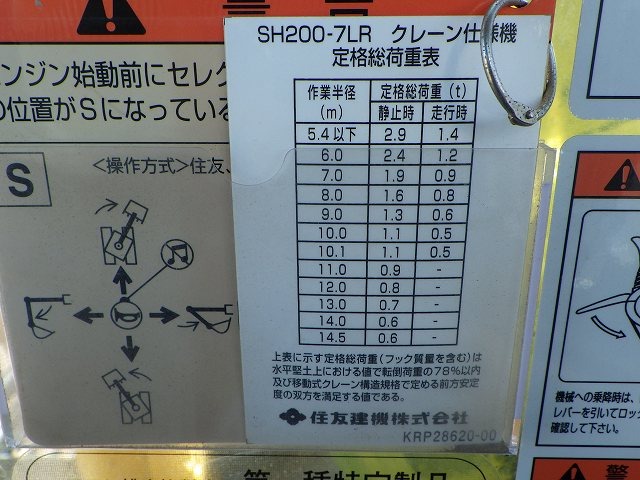 警告
SH200-7LR クレーン仕様機
定格総荷重表
作業半径 (m) 定格総荷重 (t)
静止時 走行時
5.4 以下 2.9 1.4
6.0 2.4 1.2
7.0 1.9 0.9
8.0 1.6 0.8
9.0 1.3 0.6
10.0 1.1 0.5
10.1 1.1 0.5
11.0 0.9 -
12.0 0.8 -
13.0 0.7 -
14.0 0.6 -
14.5 0.6 -
上表に示す定格総荷重(フック質量を含む)は
水平堅土上における値で転倒荷重の78%以内
及び移動式クレーン構造規格で定める前方安定
度の双方を満足する値である。
住友建機株式会社
KRP28620-00
エンジン始動前にセレク
の位置がSになっている
S
<操作方式>住友、
機械への乗降時は、
レバーを引いてロック
確認して下さい。
警